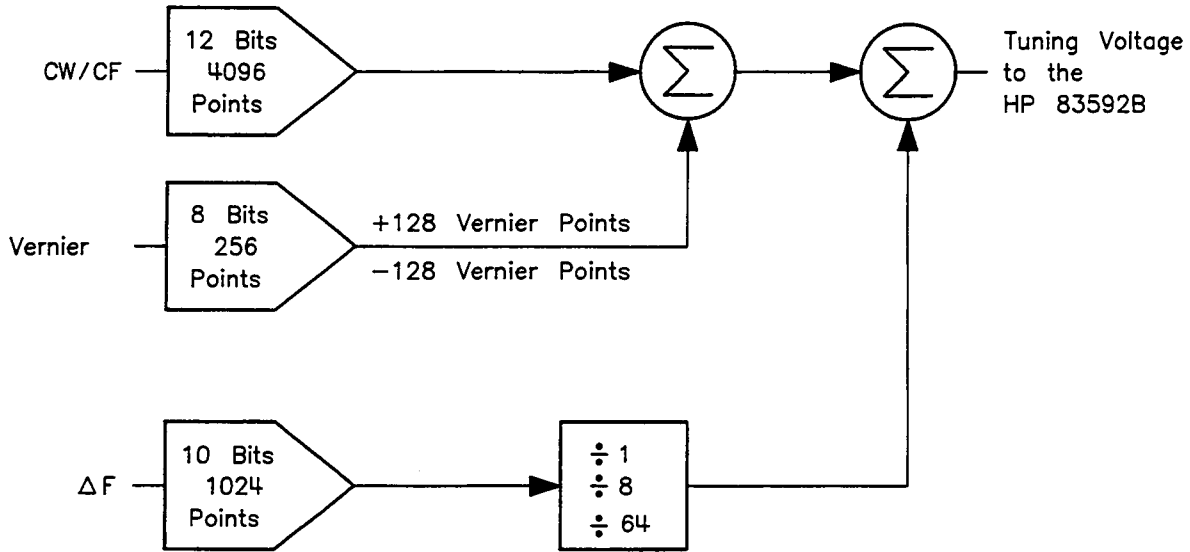 CW/CF
12 Bits
4096
Points
Σ
Σ
Tuning Voltage
to the
HP 83592B
Vernier
8 Bits
256
Points
+128 Vernier Points
-128 Vernier Points
ΔF
10 Bits
1024
Points
÷ 1
÷ 8
÷ 64